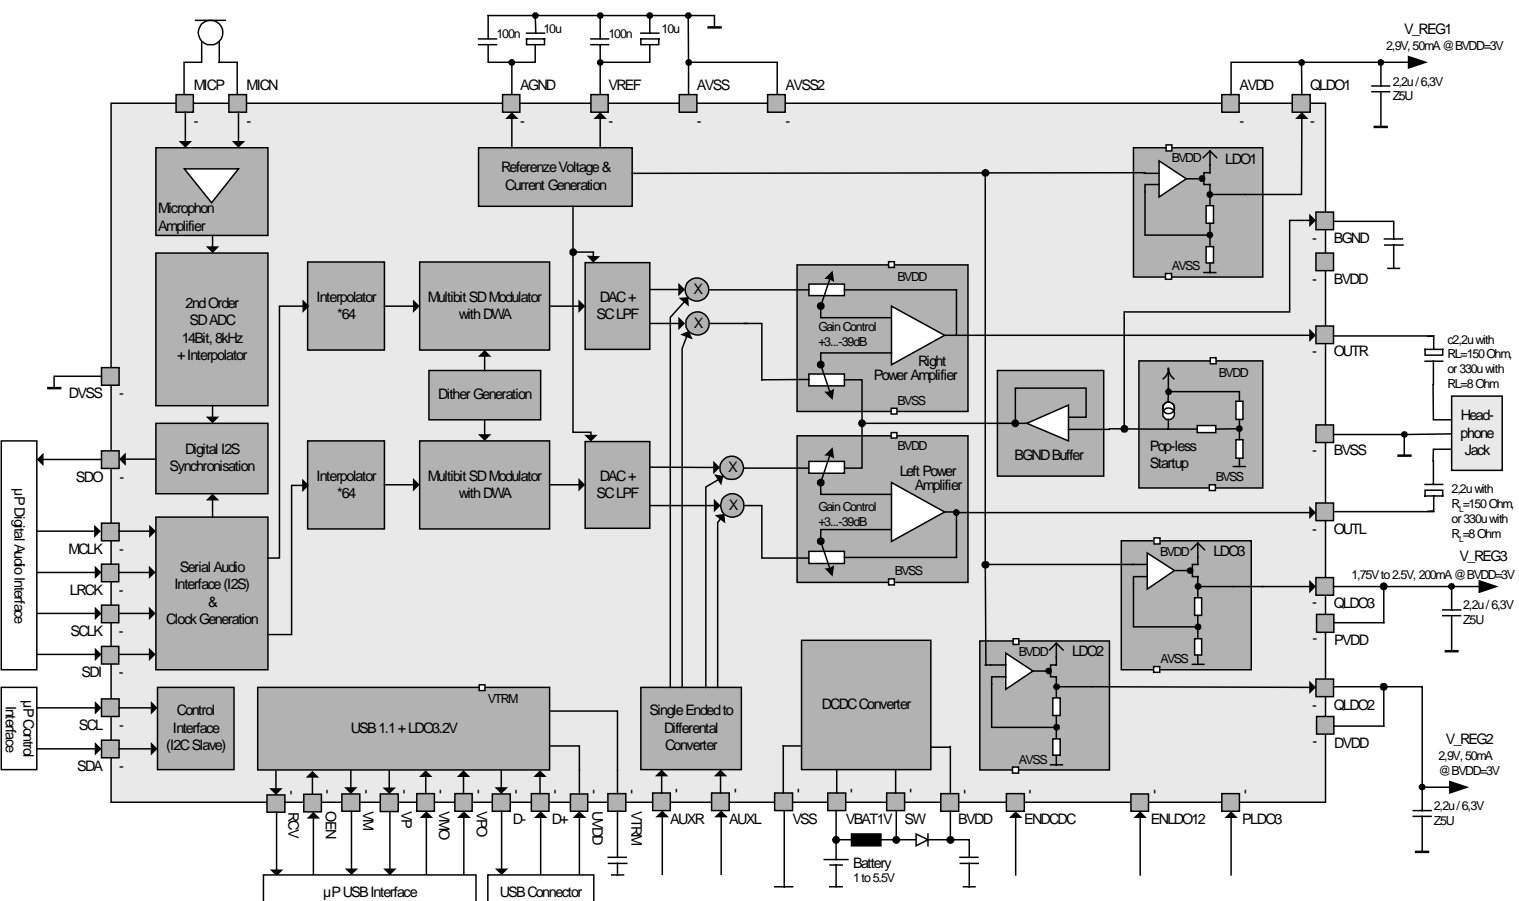 100n
10u
100n
10u
V_REG1
2,9V, 50mA @ BVDD=3V
2,2u / 6,3V
Z5U
MICP
MICN
AGND
VREF
AVSS
AVSS2
AVDD
QLDO1
Microphon
Amplifier
Referenze Voltage &
Current Generation
BVDD
LDO1
AVSS
BGND
BVDD
2nd Order
SD ADC
14Bit, 8kHz
+ Interpolator
Interpolator
*64
Multibit SD Modulator
with DWA
DAC +
SC LPF
X
X
BVDD
Gain Control
+3...-39dB
Right
Power Amplifier
BVSS
OUTR
c2,2u with
RL=150 Ohm,
or 330u with
RL=8 Ohm
DVSS
Dither Generation
BGND Buffer
BVDD
Pop-less
Startup
BVSS
Head-
phone
Jack
BVSS
Digital I2S
Synchronisation
SDO
Interpolator
*64
Multibit SD Modulator
with DWA
DAC +
SC LPF
X
X
BVDD
Left Power
Amplifier
Gain Control
+3...-39dB
BVSS
OUTL
2,2u with
RL=150 Ohm,
or 330u with
RL=8 Ohm
µP Digital Audio Interface
MCLK
LRCK
SCLK
SDI
Serial Audio
Interface (I2S)
&
Clock Generation
BVDD
LDO3
AVSS
V_REG3
1,75V to 2.5V, 200mA @ BVDD=3V
QLDO3
PVDD
2,2u / 6,3V
Z5U
µP Control
Interface
SCL
SDA
Control
Interface
(I2C Slave)
VTRM
USB 1.1 + LDO3.2V
Single Ended to
Differental
Converter
DCDC Converter
BVDD
LDO2
AVSS
QLDO2
DVDD
V_REG2
2,9V, 50mA
@ BVDD=3V
2,2u / 6,3V
Z5U
RCV
OEN
VM
VP
VMO
VPO
D-
D+
UVDD
VTRM
AUXR
AUXL
VSS
VBAT1V
SW
BVDD
ENDCDC
ENLDO12
PLDO3
Battery
1 to 5.5V
µP USB Interface
USB Connector